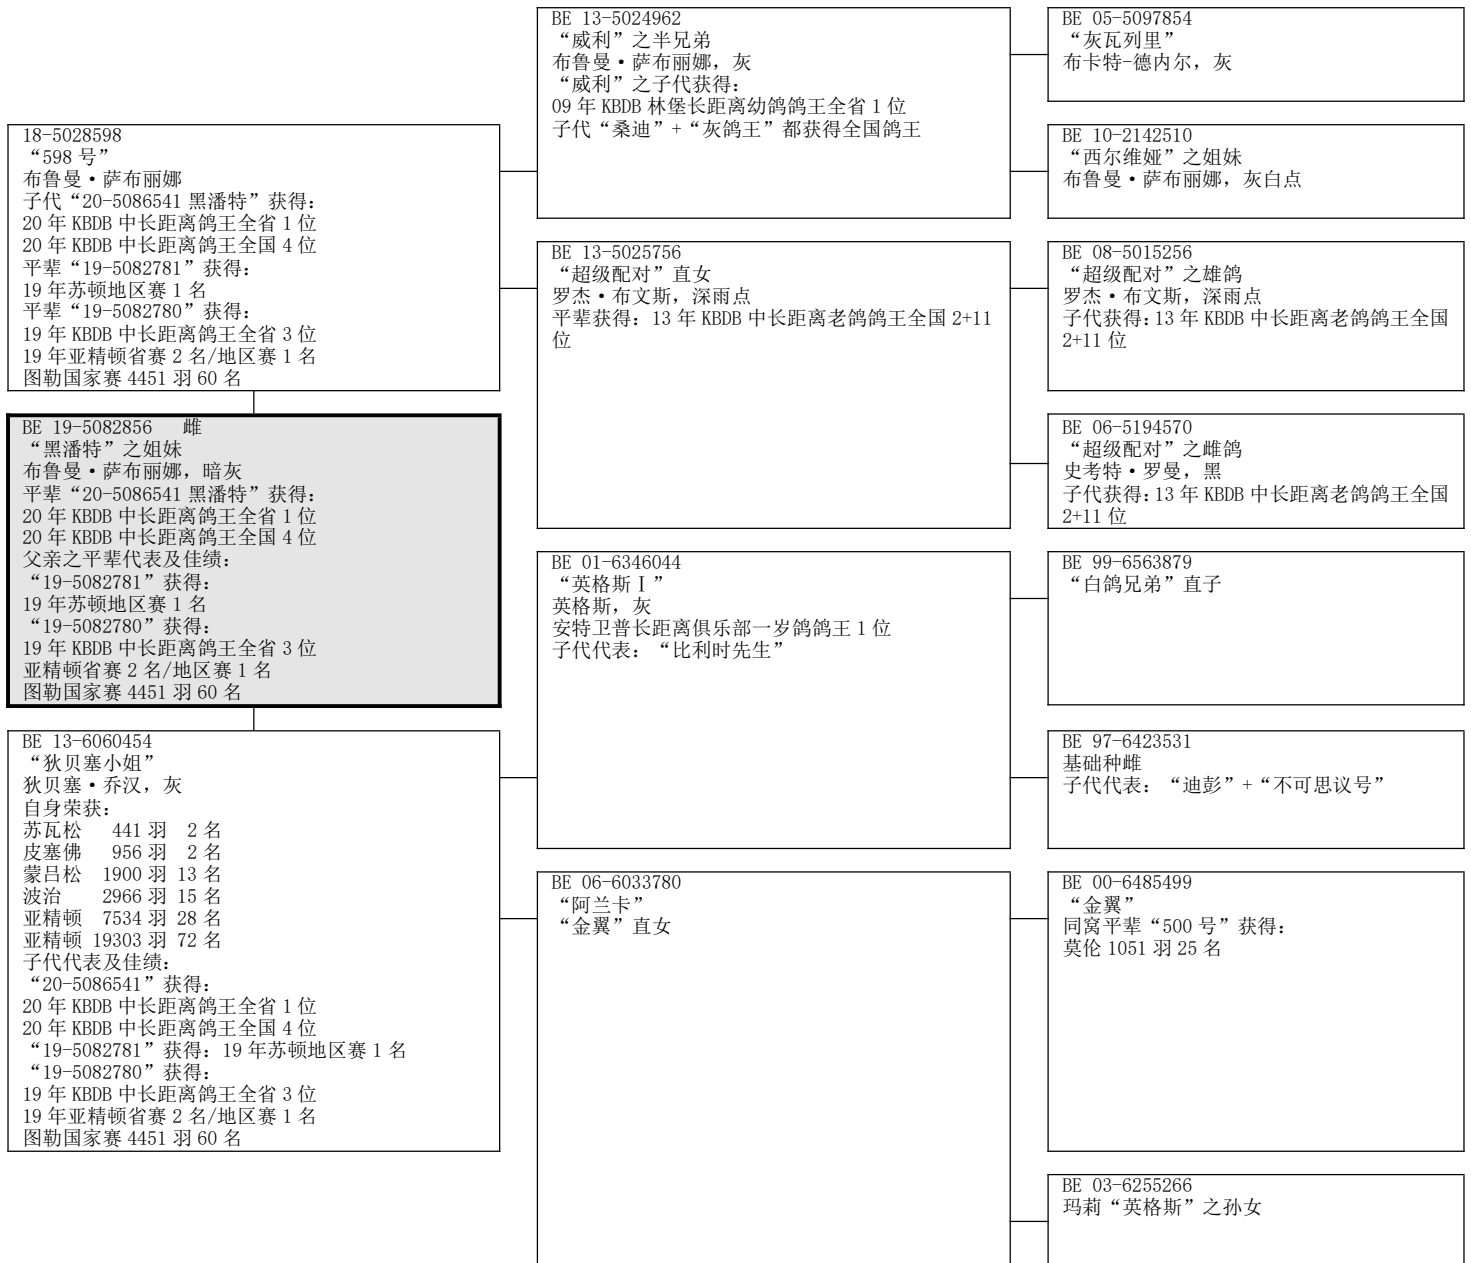 18-5028598
“598 号”
布鲁曼·萨布丽娜
子代“20-5086541 黑潘特”获得：
20 年 KBDB 中长距离鸽王全省 1 位
20 年 KBDB 中长距离鸽王全国 4 位
平辈“19-5082781”获得：
19 年苏顿地区赛 1 名
平辈“19-5082780”获得：
19 年 KBDB 中长距离鸽王全省 3 位
19 年亚精顿省赛 2 名/地区赛 1 名
图勒国家赛 4451 羽 60 名
BE 19-5082856 雌
“黑潘特”之姐妹
布鲁曼·萨布丽娜，暗灰
平辈“20-5086541 黑潘特”获得：
20 年 KBDB 中长距离鸽王全省 1 位
20 年 KBDB 中长距离鸽王全国 4 位
父亲之平辈代表及佳绩：
“19-5082781”获得：
19 年苏顿地区赛 1 名
“19-5082780”获得：
19 年 KBDB 中长距离鸽王全省 3 位
亚精顿省赛 2 名/地区赛 1 名
图勒国家赛 4451 羽 60 名
BE 13-6060454
“狄贝塞小姐”
狄贝塞·乔汉，灰
自身荣获：
苏瓦松 441 羽 2 名
皮塞佛 956 羽 2 名
蒙吕松 1900 羽 13 名
波治 2966 羽 15 名
亚精顿 7534 羽 28 名
亚精顿 19303 羽 72 名
子代代表及佳绩：
“20-5086541”获得：
20 年 KBDB 中长距离鸽王全省 1 位
20 年 KBDB 中长距离鸽王全国 4 位
“19-5082781”获得：19 年苏顿地区赛 1 名
“19-5082780”获得：
19 年 KBDB 中长距离鸽王全省 3 位
19 年亚精顿省赛 2 名/地区赛 1 名
图勒国家赛 4451 羽 60 名
BE 13-5024962
“威利”之半兄弟
布鲁曼·萨布丽娜，灰
“威利”之子代获得：
09 年 KBDB 林堡长距离幼鸽鸽王全省 1 位
子代“桑迪”+“灰鸽王”都获得全国鸽王
BE 13-5025756
“超级配对”直女
罗杰·布文斯，深雨点
平辈获得：13 年 KBDB 中长距离老鸽鸽王全国 2+11
位
BE 01-6346044
“英格斯Ⅰ”
英格斯，灰
安特卫普长距离俱乐部一岁鸽鸽王 1 位
子代代表：“比利时先生”
BE 06-6033780
“阿兰卡”
“金翼”直女
BE 05-5097854
“灰瓦列里”
布卡特-德内尔，灰
BE 10-2142510
“西尔维娅”之姐妹
布鲁曼·萨布丽娜，灰白点
BE 08-5015256
“超级配对”之雄鸽
罗杰·布文斯，深雨点
子代获得：13 年 KBDB 中长距离老鸽鸽王全国
2+11 位
BE 06-5194570
“超级配对”之雌鸽
史考特·罗曼，黑
子代获得：13 年 KBDB 中长距离老鸽鸽王全国
2+11 位
BE 99-6563879
“白鸽兄弟”直子
BE 97-6423531
基础种雌
子代代表：“迪彭”+“不可思议号”
BE 00-6485499
“金翼”
同窝平辈“500 号”获得：
莫伦 1051 羽 25 名
BE 03-6255266
玛莉“英格斯”之孙女